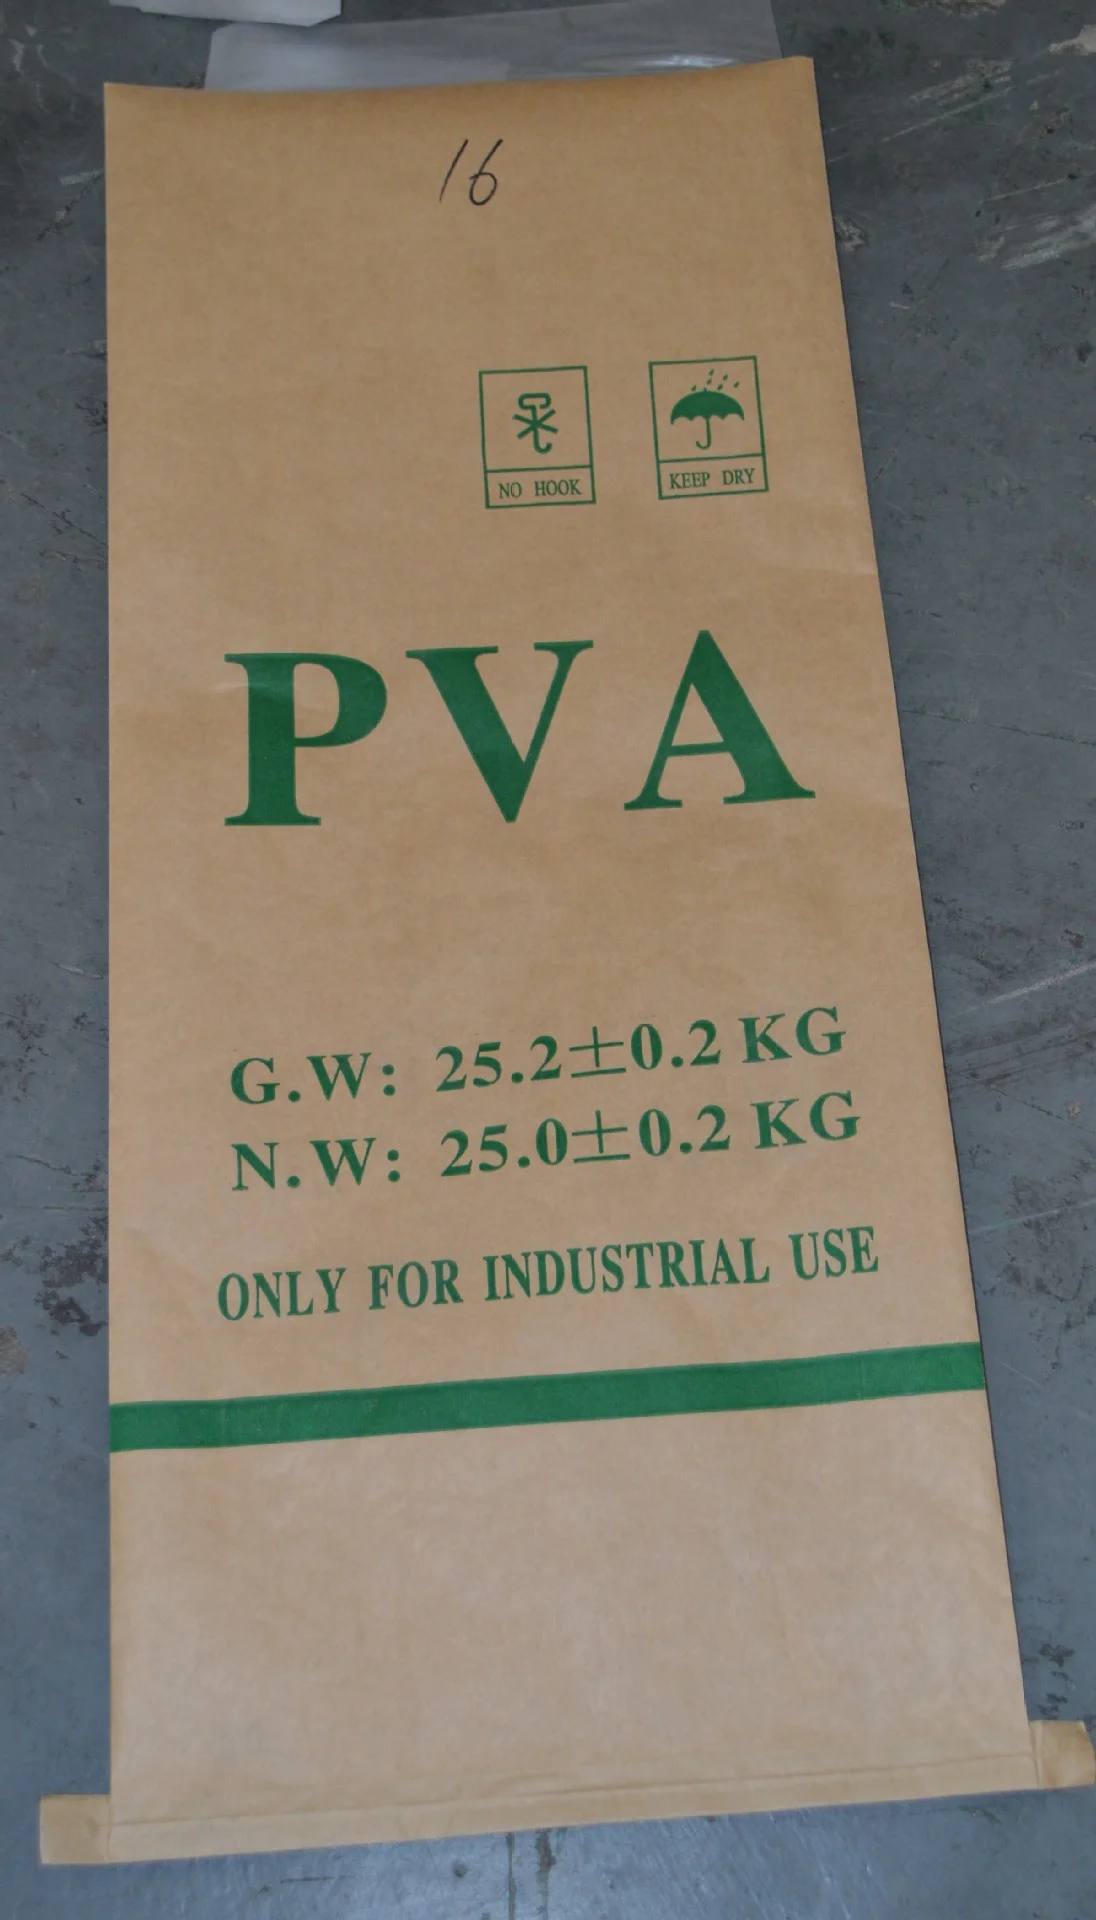 16
NO HOOK
KEEP DRY
PVA
G.W: 25.2±0.2 KG
N.W: 25.0±0.2 KG
ONLY FOR INDUSTRIAL USE